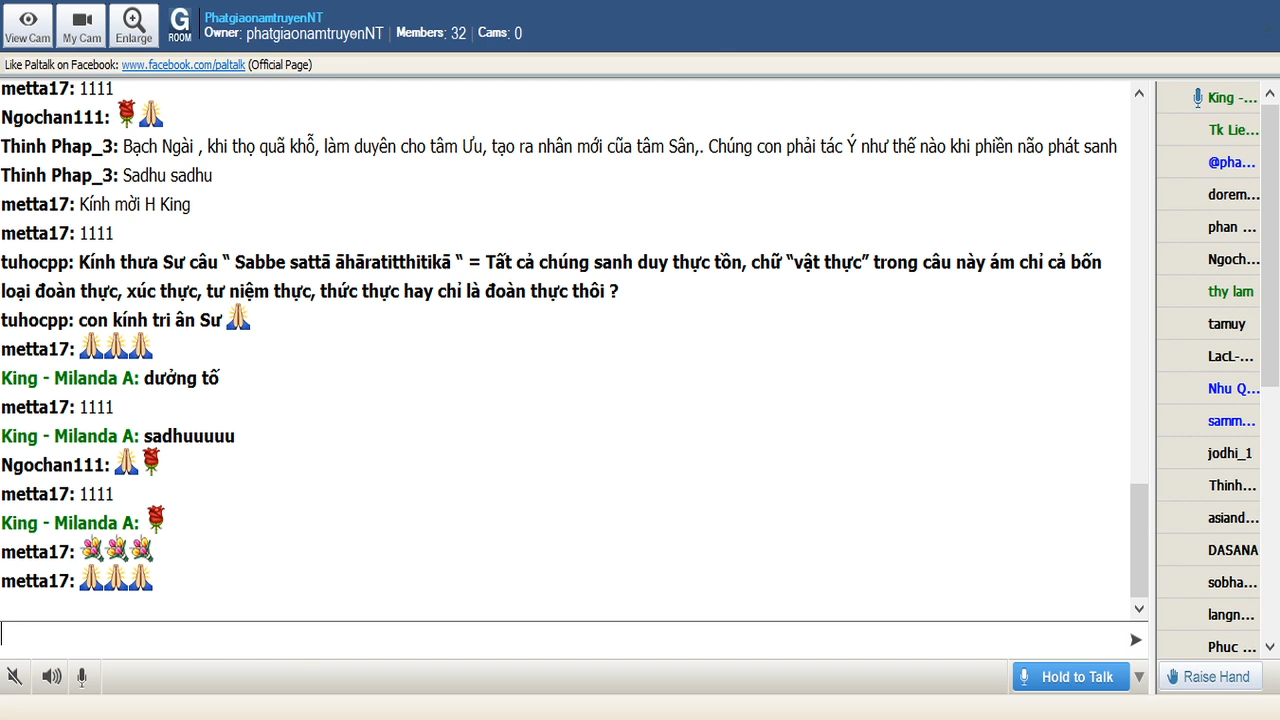 PhatgiaonamtruyenNT
Owner: phatgiaonamtruyenNT | Members: 32 | Cams: 0
View Cam
My Cam
Enlarge
G
ROOM
Like Paltalk on Facebook: www.facebook.com/paltalk (Official Page)
metta17: 1111
Ngochan111:
Thinh Phap_3: Bạch Ngài , khi thọ quã khỗ, làm duyên cho tâm Ưu, tạo ra nhân mới cũa tâm Sân,. Chúng con phải tác Ý như thế nào khi phiền não phát sanh
Thinh Phap_3: Sadhu sadhu
metta17: Kính mời H King
metta17: 1111
tuhocpp: Kính thưa Sư câu “ Sabbe sattā āhāratitthitikā “ = Tất cả chúng sanh duy thực tồn, chữ “vật thực” trong câu này ám chỉ cả bốn
loại đoàn thực, xúc thực, tư niệm thực, thức thực hay chỉ là đoàn thực thôi ?
tuhocpp: con kính tri ân Sư
metta17:
King - Milanda A: dưởng tố
metta17: 1111
King - Milanda A: sadhuuuuu
Ngochan111:
metta17: 1111
King - Milanda A:
metta17:
metta17:
King -...
Tk Lie...
@pha...
dorem...
phan ...
Ngoch...
thy lam
tamuy
LacL-...
Nhu Q...
samm...
jodhi_1
Thinh...
asiand...
DASANA
sobha...
langn...
Phuc ...
Hold to Talk
Raise Hand